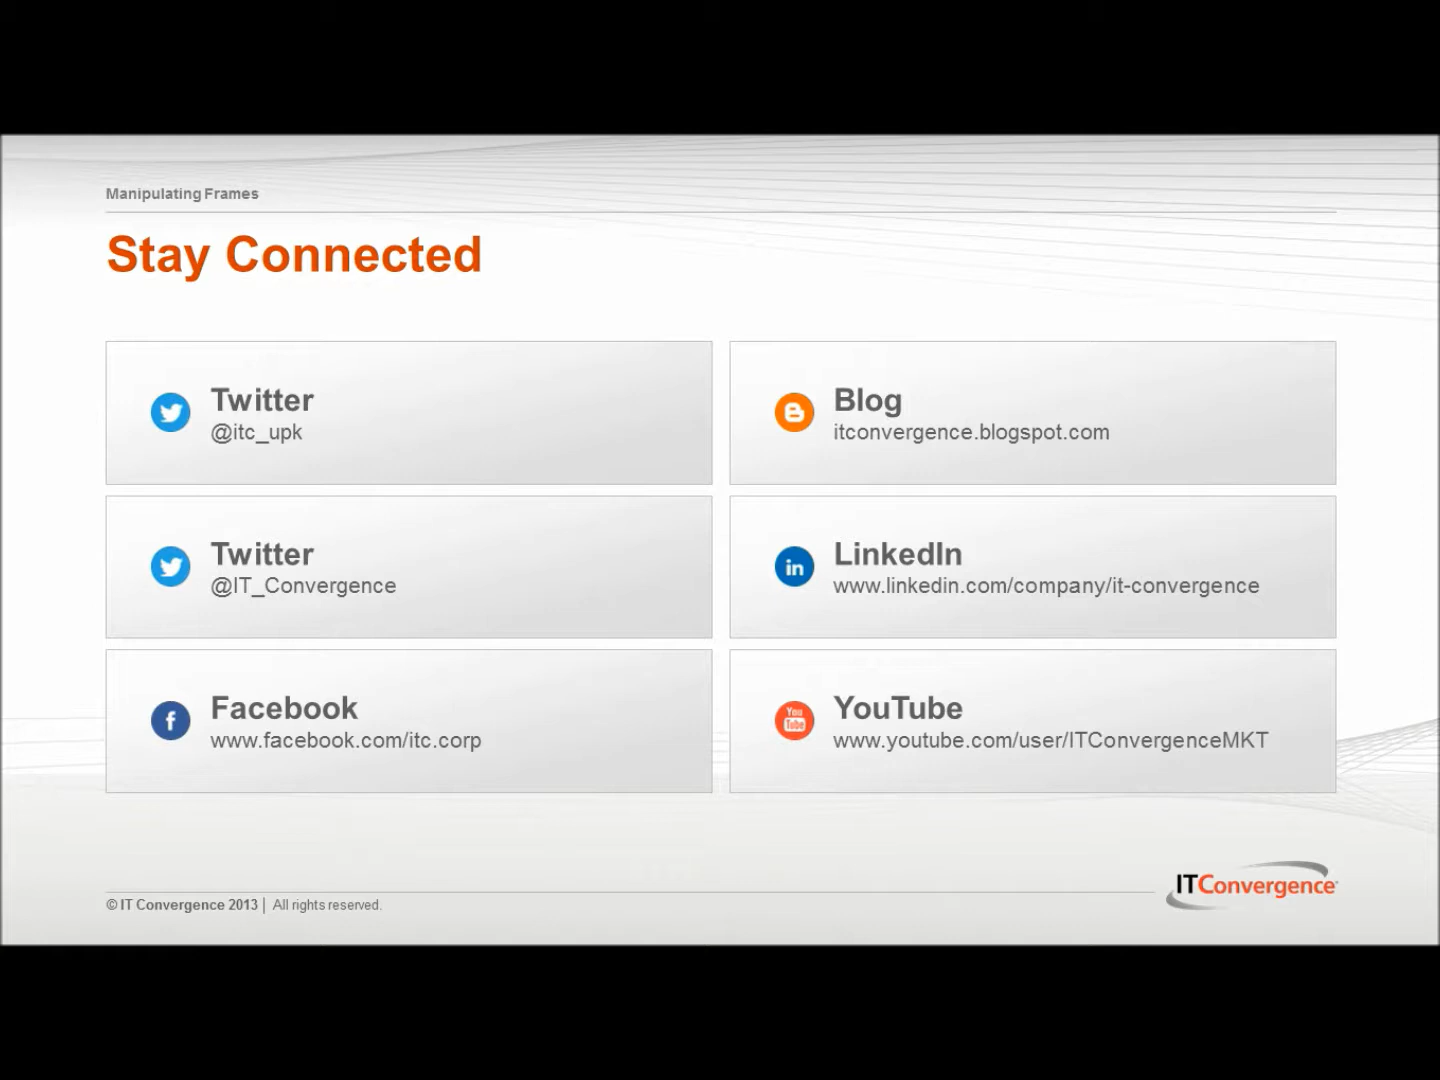 Manipulating Frames
Stay Connected
Twitter
@itc_upk
Blog
itconvergence.blogspot.com
Twitter
@IT_Convergence
LinkedIn
www.linkedin.com/company/it-convergence
Facebook
www.facebook.com/itc.corp
YouTube
www.youtube.com/user/ITConvergenceMKT
© IT Convergence 2013 | All rights reserved.
ITConvergence